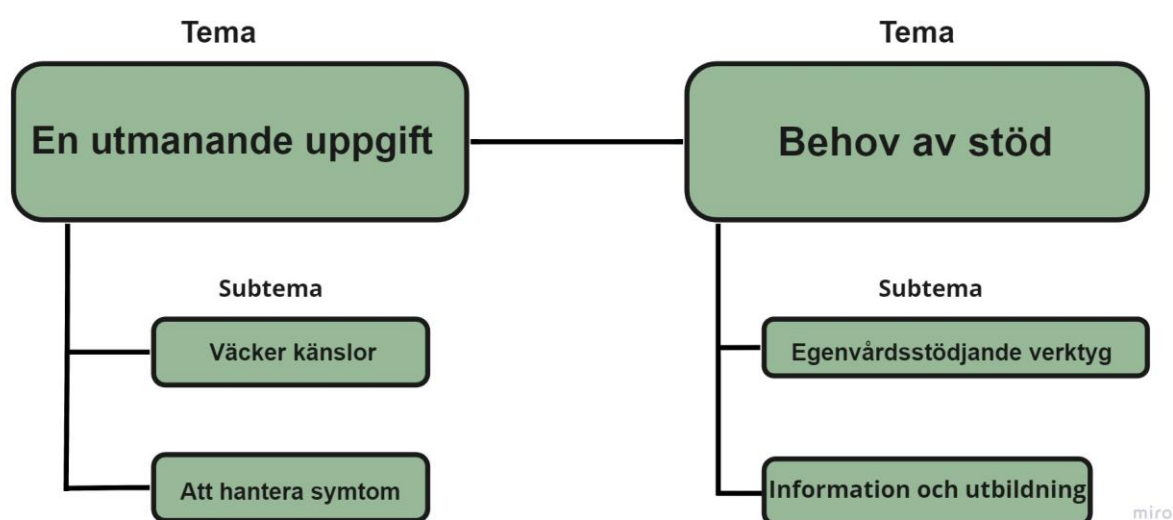 Tema
En utmanande uppgift
Subtema
Väcker känslor
Att hantera symtom
Tema
Behov av stöd
Subtema
Egenvårdsstödjande verktyg
Information och utbildning
miro